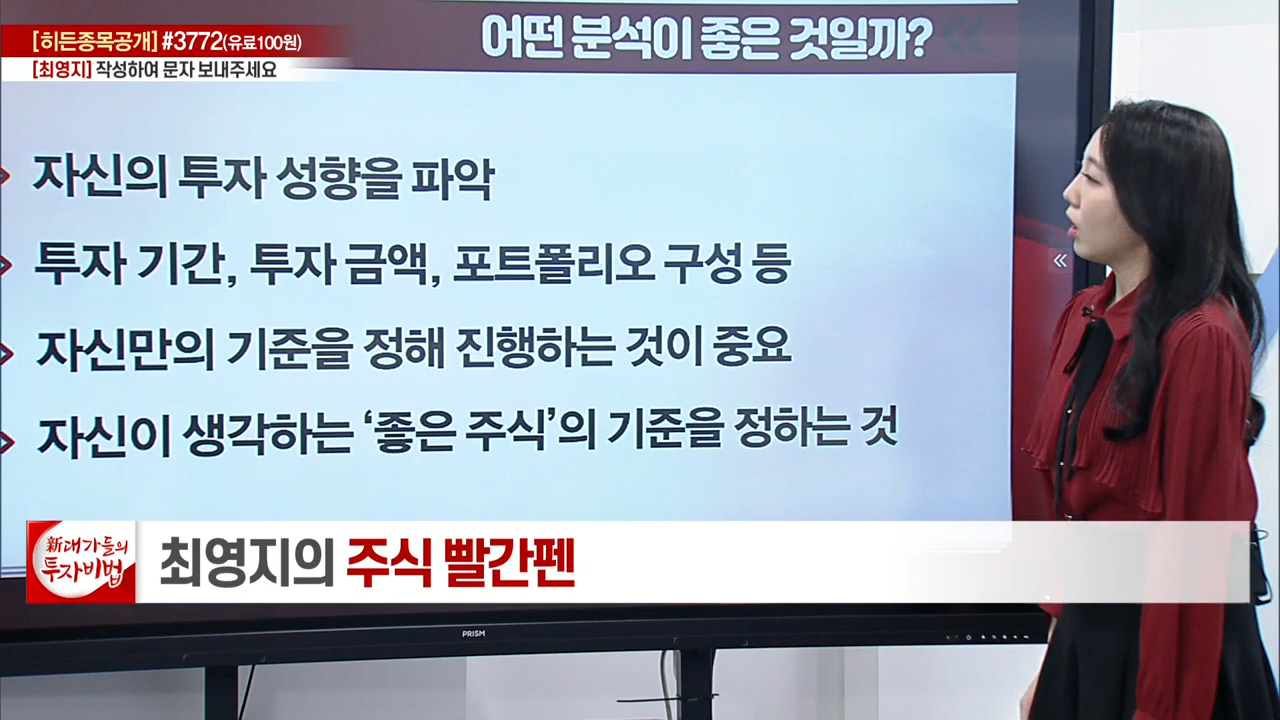 [히든종목공개] #3772(유료100원)
[최영지] 작성하여 문자 보내주세요
어떤 분석이 좋은 것일까?
자신의 투자 성향을 파악
투자 기간, 투자 금액, 포트폴리오 구성 등
자신만의 기준을 정해 진행하는 것이 중요
자신이 생각하는 ‘좋은 주식’의 기준을 정하는 것
新대가들의
투자비법
최영지의 주식 빨간펜
PRISM